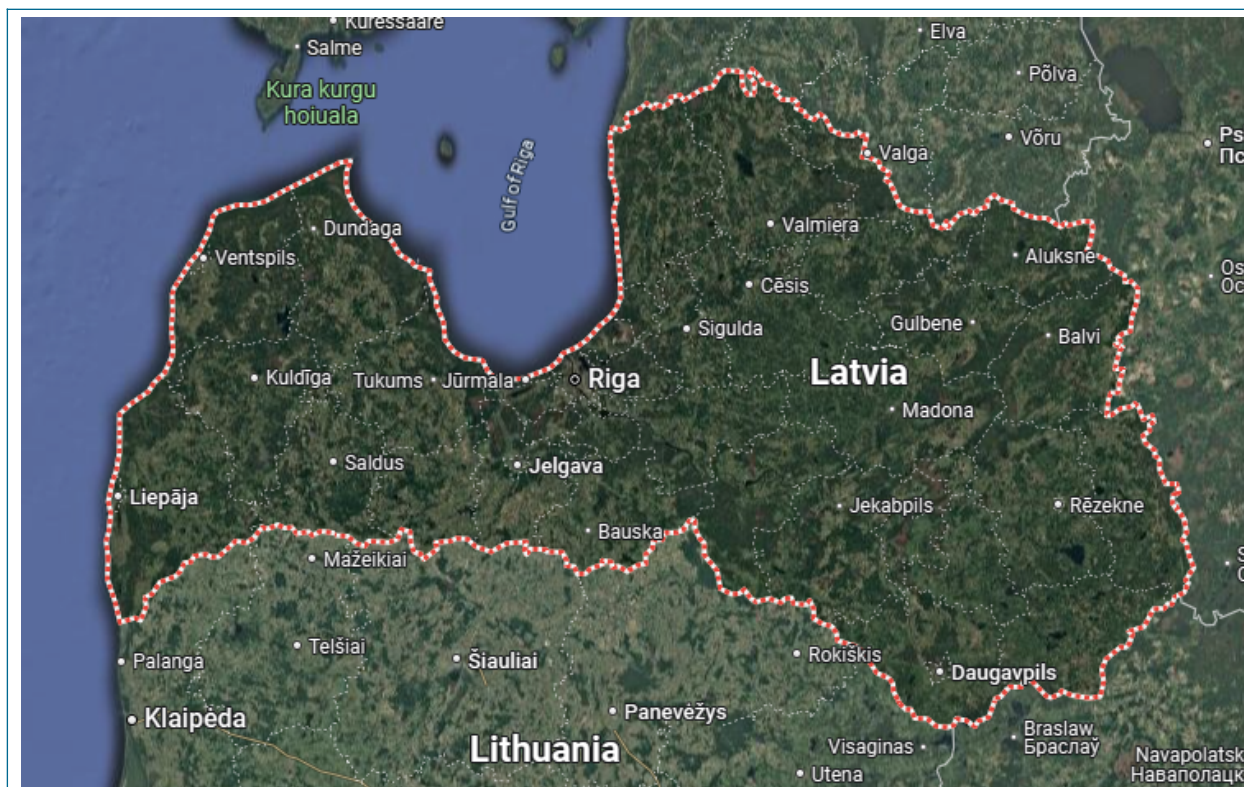 Kuressaare
Salme
Elva
Kura kurgu
hoiuala
Põlva
Võru
Valga
Gulf of Riga
Dundaga
Valmiera
Ventspils
Aluksne
Cēsis
Sigulda
Gulbene
Balvi
Kuldīga
Tukums
Jūrmala
Riga
Latvia
Madona
Saldus
Jelgava
Liepāja
Jekabpils
Rēzekne
Bauska
Mažeikiai
Telšiai
Šiauliai
Rokiškis
Palanga
Daugavpils
Klaipėda
Panevėžys
Lithuania
Visaginas
Braslaw
Браслаў
Utena
Navapolatsk
Наваполацк